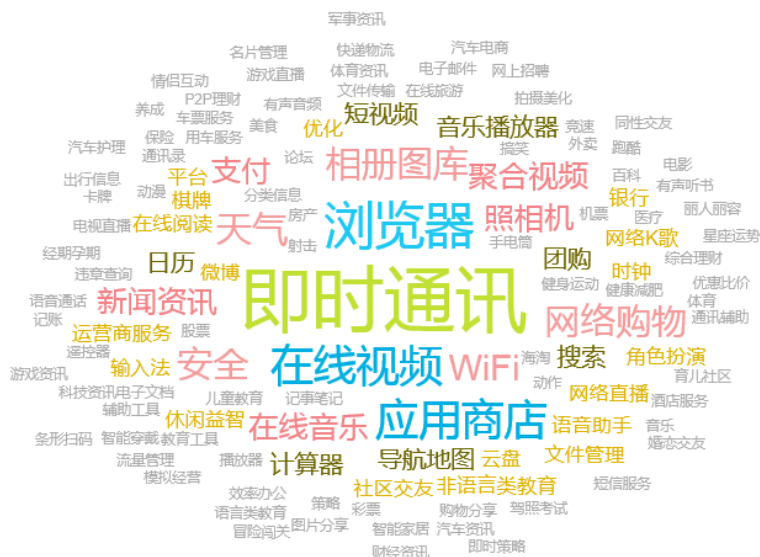 军事资讯
名片管理
快递物流
汽车电商
情侣互动
游戏直播
体育资讯
电子邮件
网上招聘
P2P理财
文件传输
在线旅游
养成
车票服务
有声音频
短视频
拍摄美化
汽车护理
保险
用车服务
美食
优化
音乐播放器
竞速
同性交友
通讯录
支付
论坛
相册图库
搞笑
外卖
跑酷
出行信息
平台
聚合视频
百科
电影
卡牌
动漫
棋牌
分类信息
银行
有声听书
电视直播
在线阅读
天气
房产
浏览器
照相机
机票
医疗
丽人丽容
经期孕期
日历
射击
手电筒
网络K歌
星座运势
违章查询
微博
即时通讯
团购
时钟
综合理财
语音通话
新闻资讯
健身运动
健康减肥
优惠比价
记账
体育
运营商服务
股票
网络购物
通讯辅助
遥控器
输入法
安全
在线视频
WiFi
海淘
搜索
角色扮演
游戏资讯
科技资讯
电子文档
儿童教育
记事笔记
动作
网络直播
育儿社区
辅助工具
休闲益智
在线音乐
应用商店
语音助手
酒店服务
音乐
条形扫码
智能穿戴
教育工具
婚恋交友
流量管理
播放器
计算器
导航地图
云盘
文件管理
模拟经营
效率办公
社区交友
非语言类教育
短信服务
语言类教育
策略
彩票
购物分享
驾照考试
冒险闯关
图片分享
智能家居
汽车资讯
财经资讯
即时策略